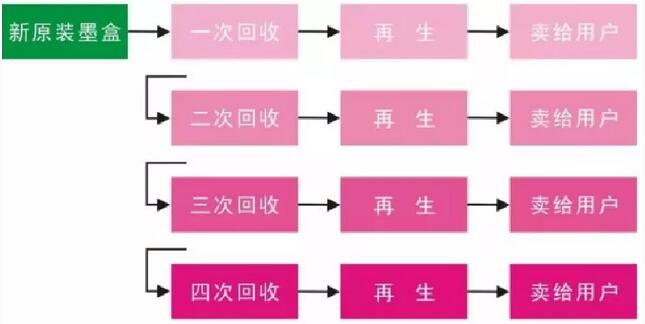 新原装墨盒 一次回收 再 生 卖给用户
二次回收 再 生 卖给用户
三次回收 再 生 卖给用户
四次回收 再 生 卖给用户